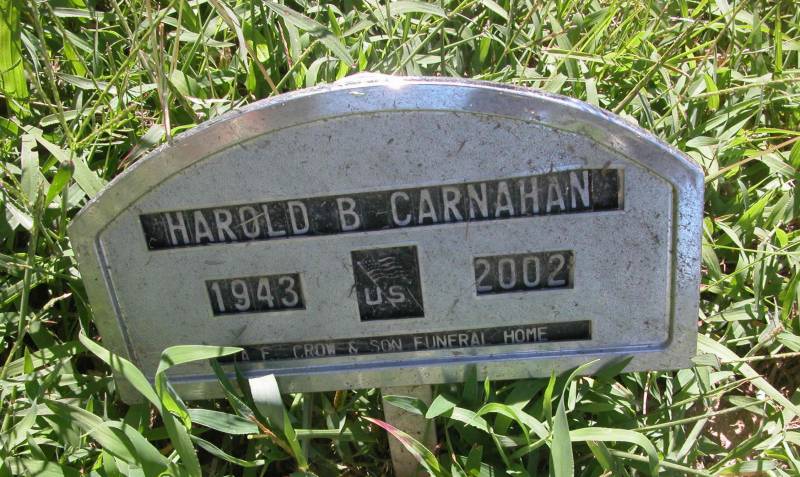 HAROLD B CARNAHAN
1943 US 2002
A F CROW & SON FUNERAL HOME